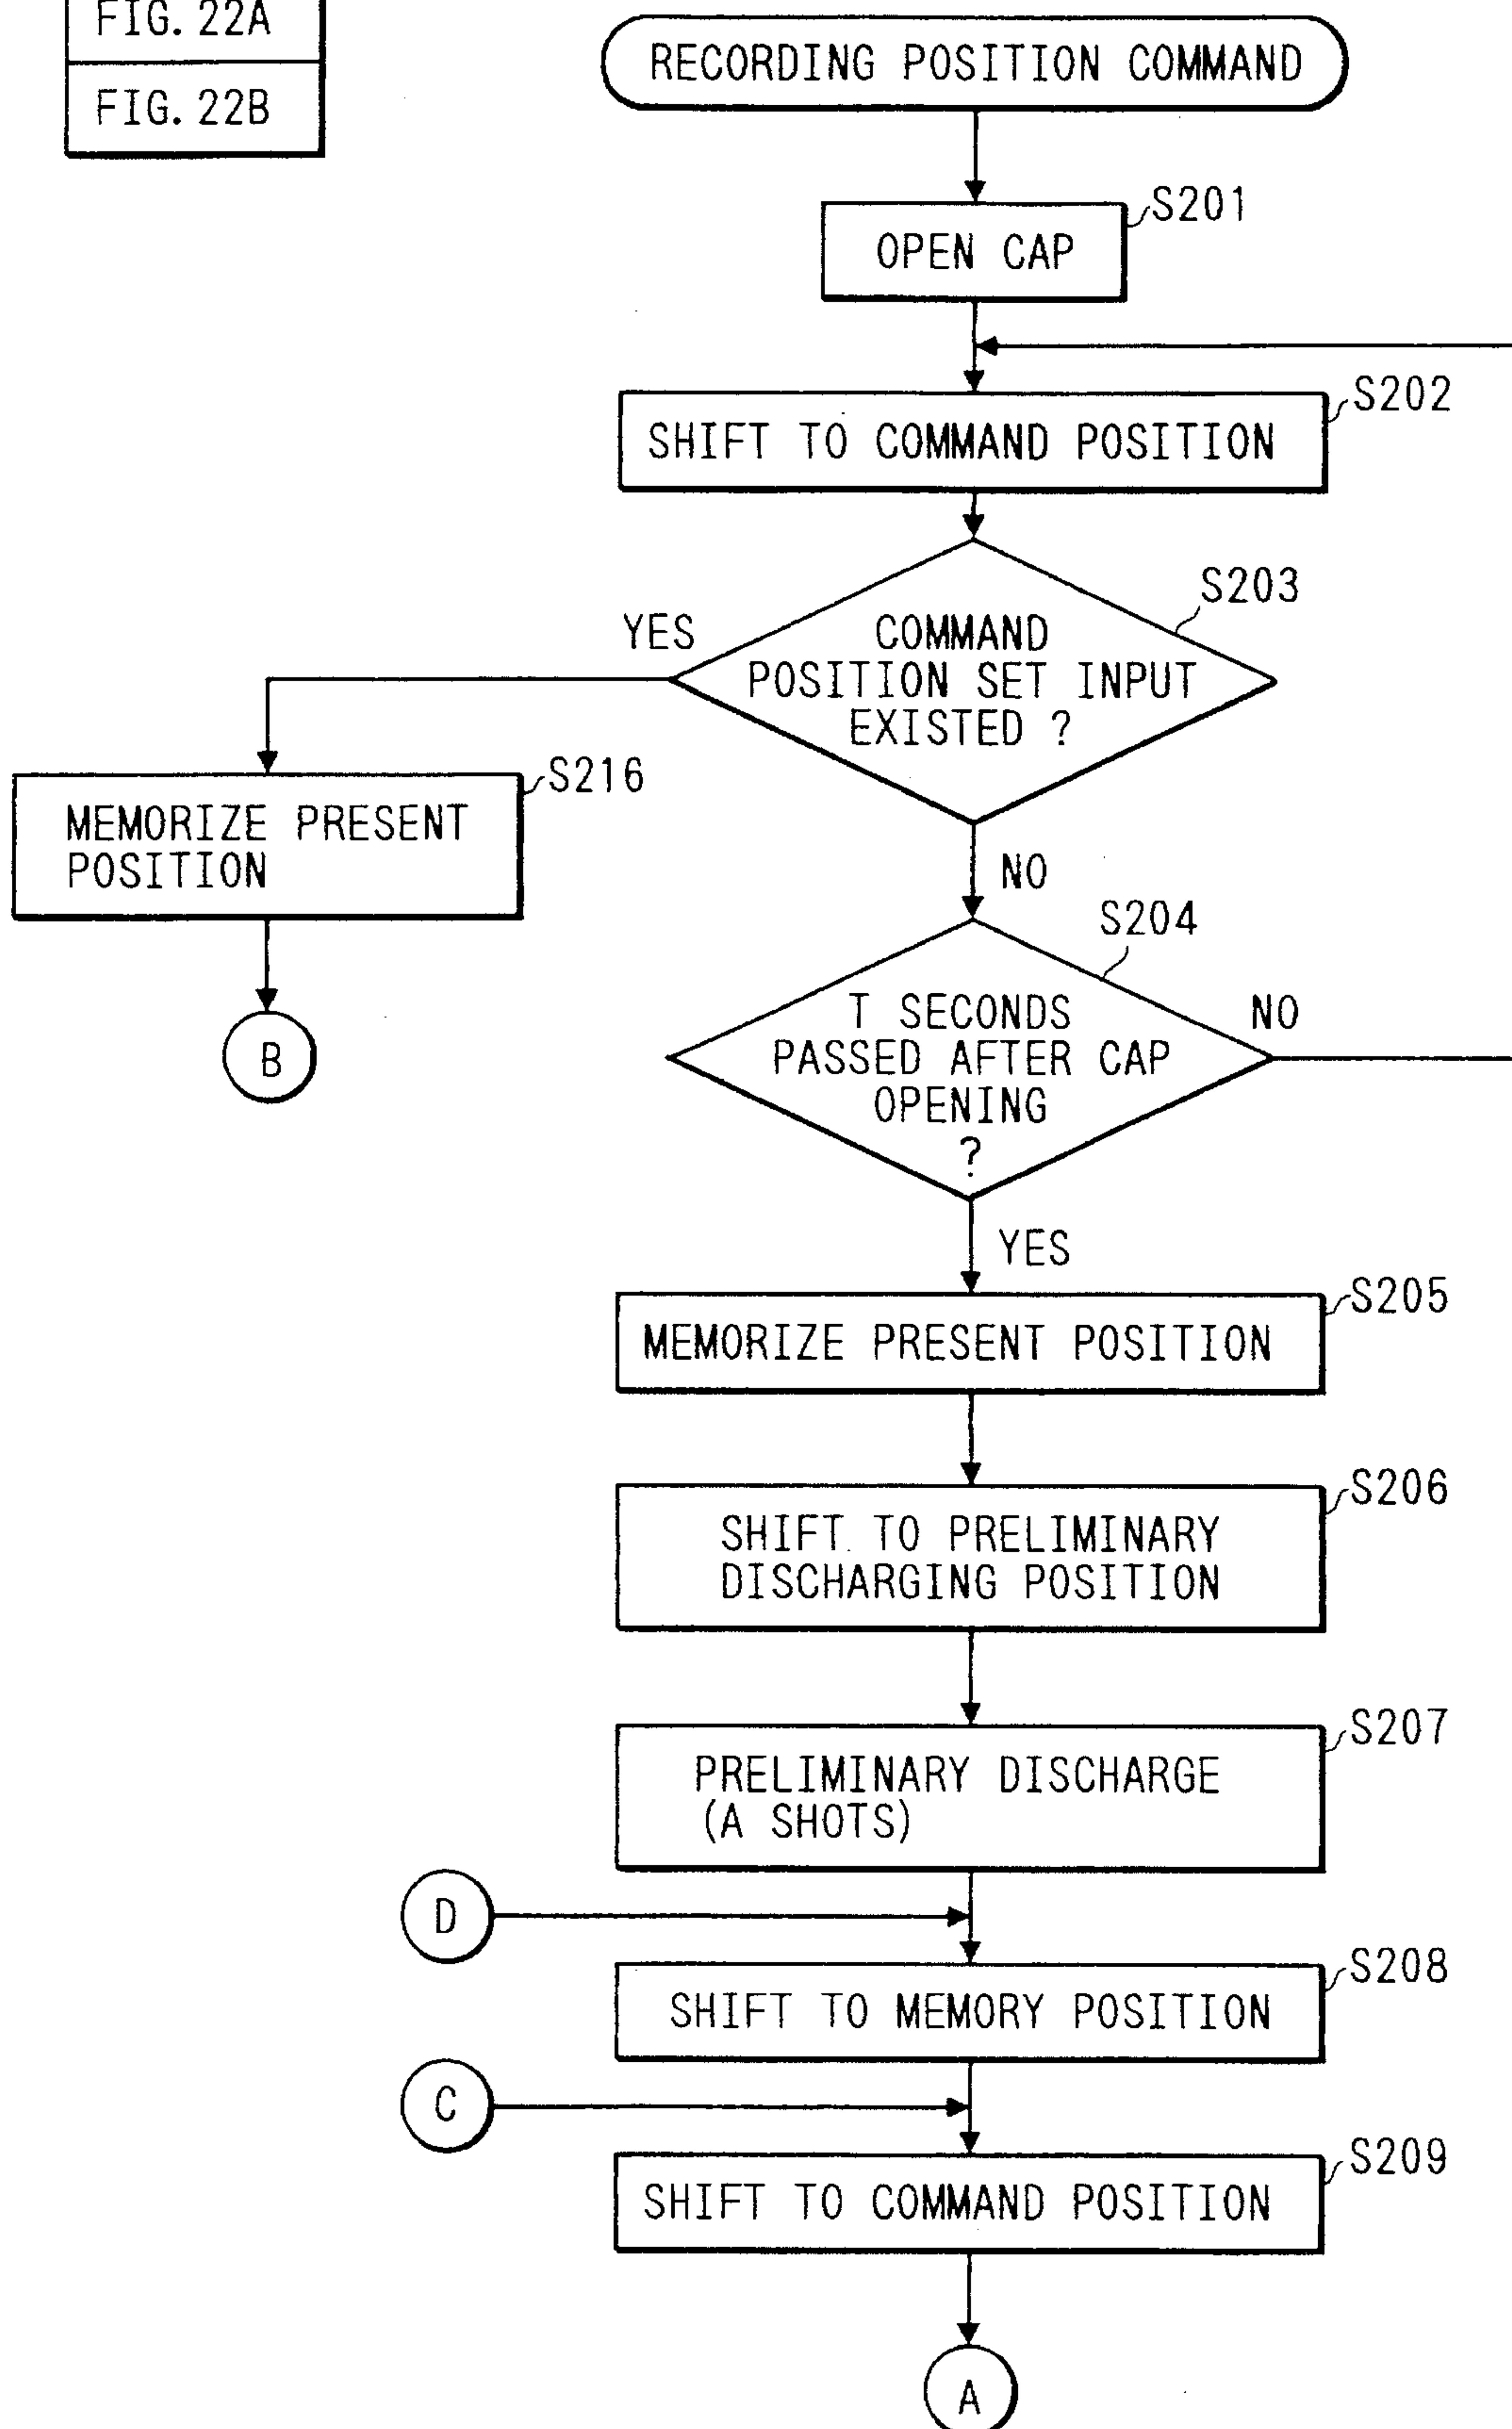 FIG. 22A
FIG. 22B
RECORDING POSITION COMMAND
S201
OPEN CAP
S202
SHIFT TO COMMAND POSITION
S203
YES
COMMAND
POSITION SET INPUT
EXISTED ?
S216
MEMORIZE PRESENT
POSITION
NO
B
S204
T SECONDS
PASSED AFTER CAP
OPENING
?
NO
YES
S205
MEMORIZE PRESENT POSITION
S206
SHIFT TO PRELIMINARY
DISCHARGING POSITION
S207
PRELIMINARY DISCHARGE
(A SHOTS)
D
S208
SHIFT TO MEMORY POSITION
C
S209
SHIFT TO COMMAND POSITION
A